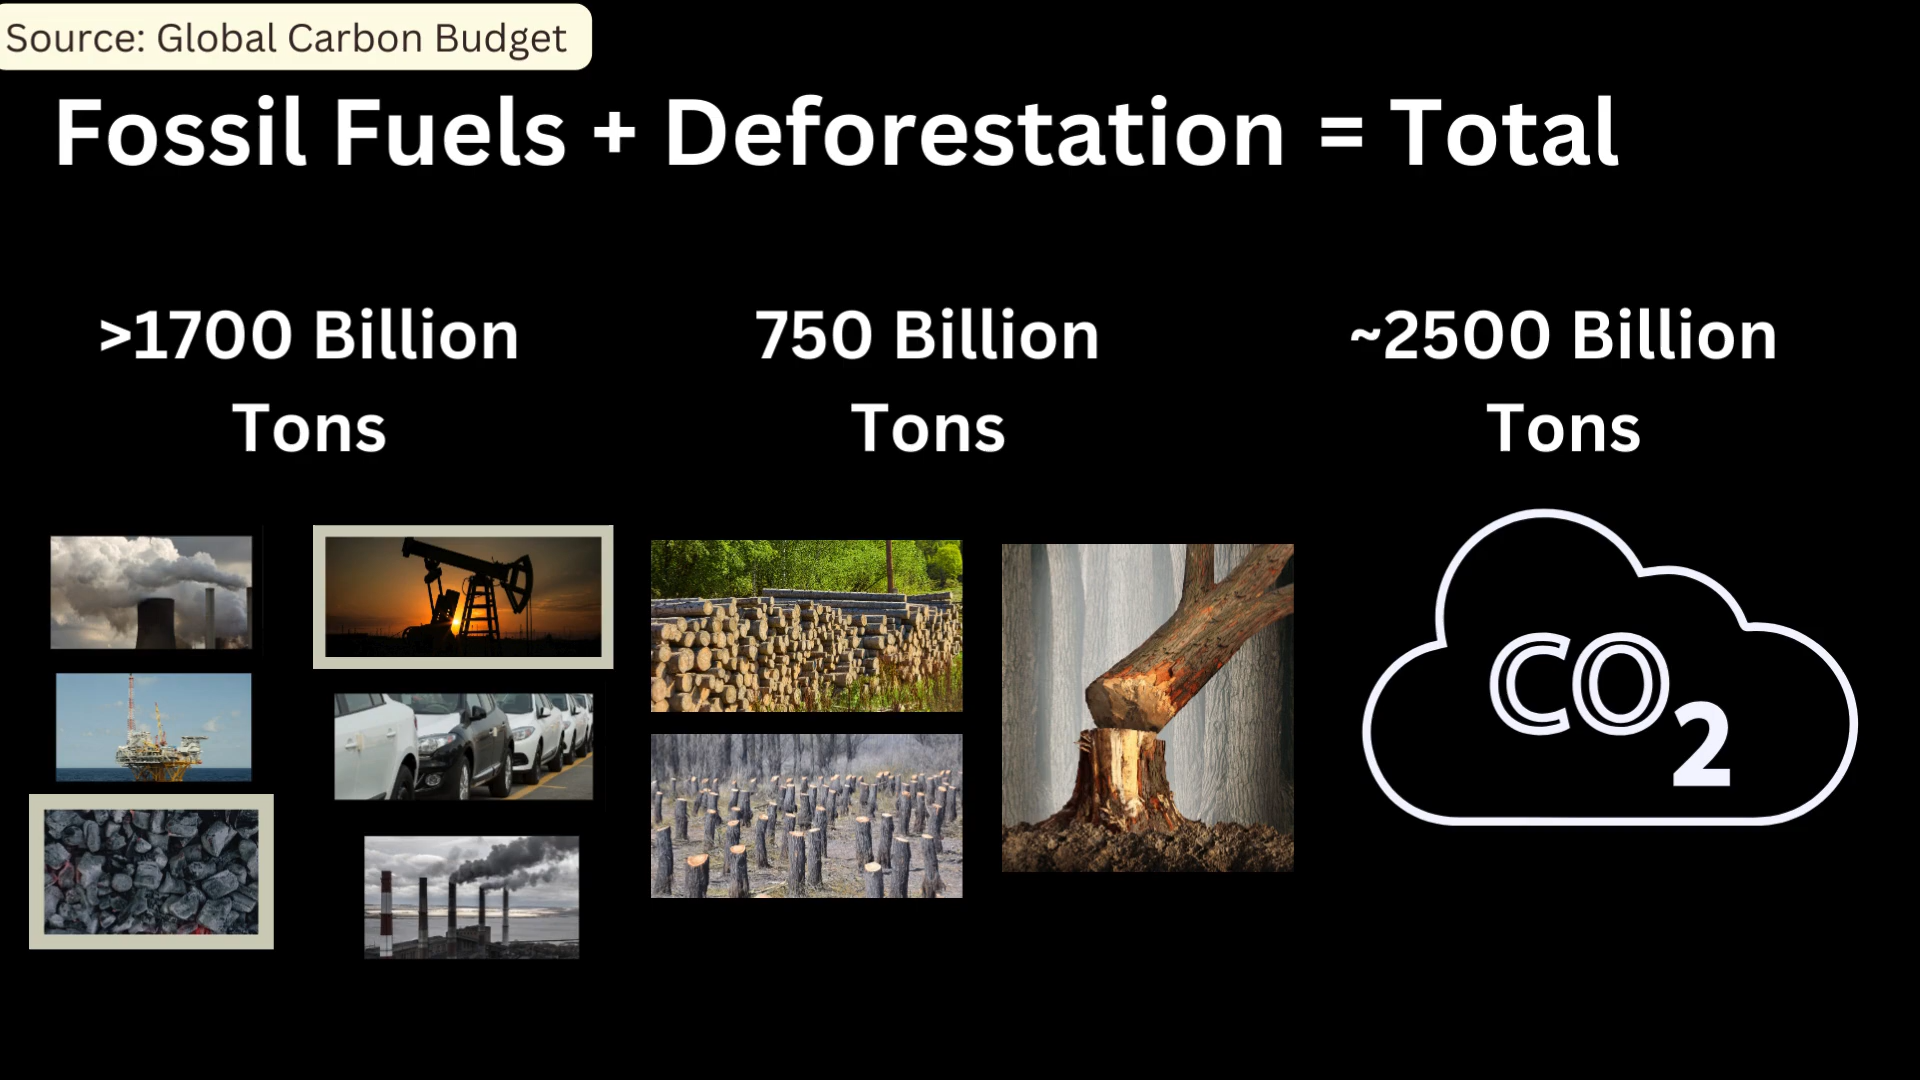 Source: Global Carbon Budget
Fossil Fuels + Deforestation = Total
>1700 Billion
Tons
750 Billion
Tons
~2500 Billion
Tons
CO2